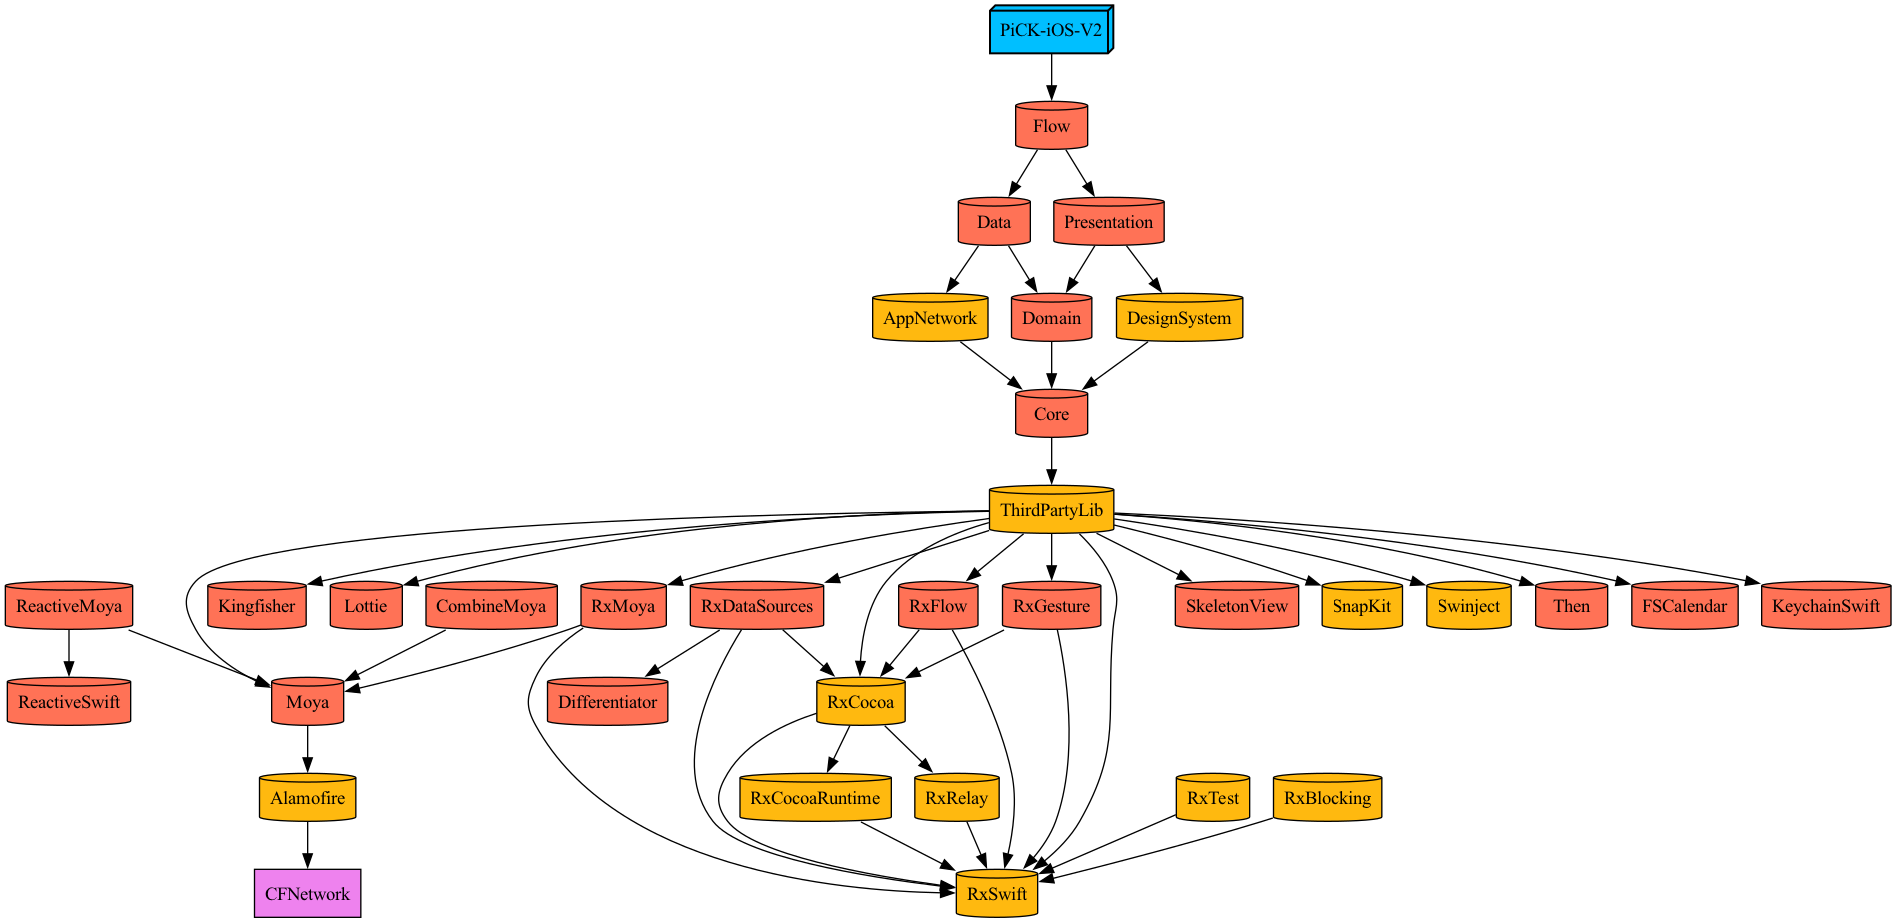 PiCK-iOS-V2
Flow
Data
Presentation
AppNetwork
Domain
DesignSystem
Core
ThirdPartyLib
ReactiveMoya
Kingfisher
Lottie
CombineMoya
RxMoya
RxDataSources
RxFlow
RxGesture
SkeletonView
SnapKit
Swinject
Then
FSCalendar
KeychainSwift
ReactiveSwift
Moya
Differentiator
RxCocoa
Alamofire
RxCocoaRuntime
RxRelay
RxTest
RxBlocking
CFNetwork
RxSwift